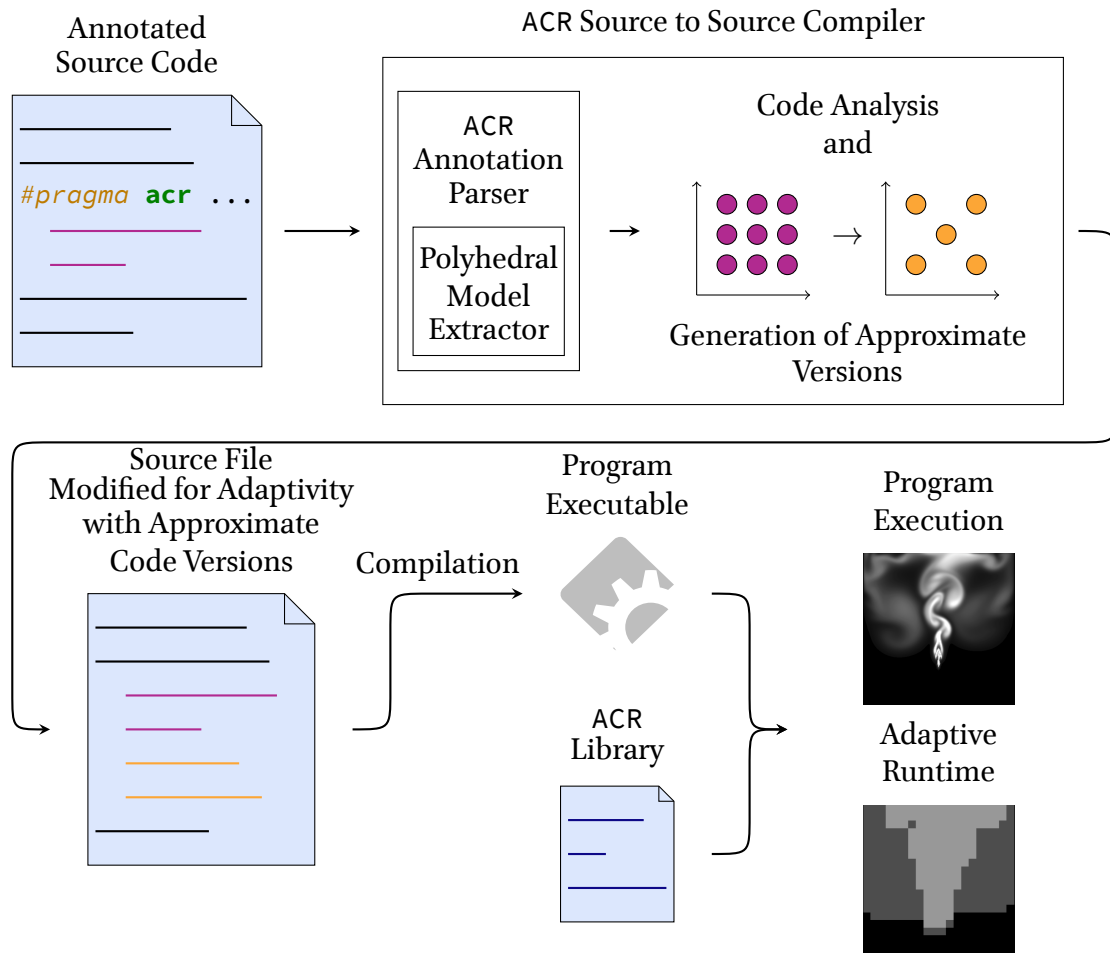 Annotated
Source Code
#pragma acr ...
ACR Source to Source Compiler
ACR
Annotation
Parser
Polyhedral
Model
Extractor
Code Analysis
and
Generation of Approximate
Versions
Source File
Modified for Adaptivity
with Approximate
Code Versions
Compilation
Program
Executable
ACR
Library
Program
Execution
Adaptive
Runtime